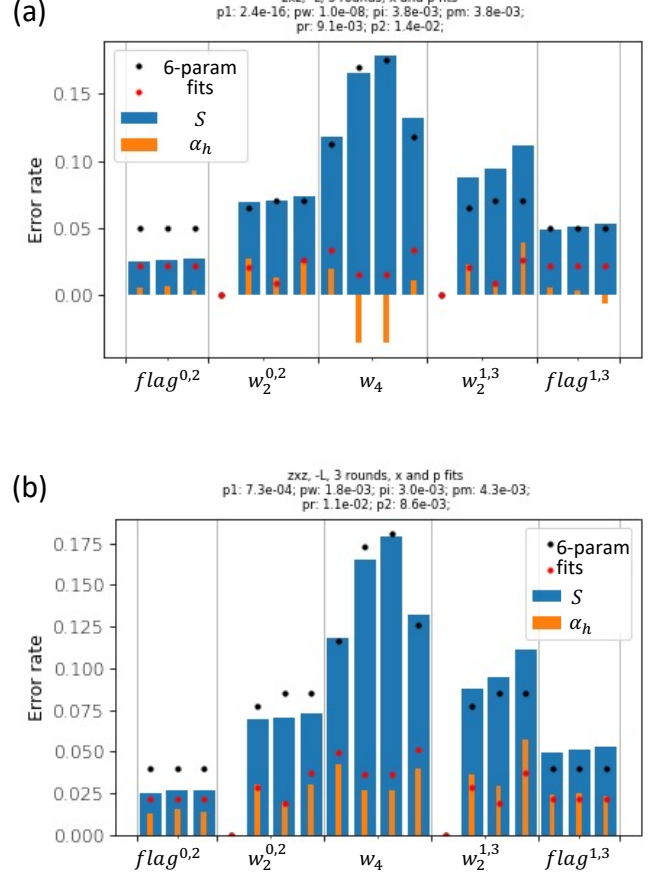 (a)
zxz, -L, 3 rounds, x and p fits
p1: 2.4e-16; pw: 1.0e-08; pi: 3.8e-03; pm: 3.8e-03;
pr: 9.1e-03; p2: 1.4e-02;
Error rate
0.15
0.10
0.05
0.00
6-param
fits
S
α_h
flag^{0,2}
w_2^{0,2}
w_4
w_2^{1,3}
flag^{1,3}
(b)
zxz, -L, 3 rounds, x and p fits
p1: 7.3e-04; pw: 1.8e-03; pi: 3.0e-03; pm: 4.3e-03;
pr: 1.1e-02; p2: 8.6e-03;
Error rate
0.175
0.150
0.125
0.100
0.075
0.050
0.025
0.000
6-param
fits
S
α_h
flag^{0,2}
w_2^{0,2}
w_4
w_2^{1,3}
flag^{1,3}